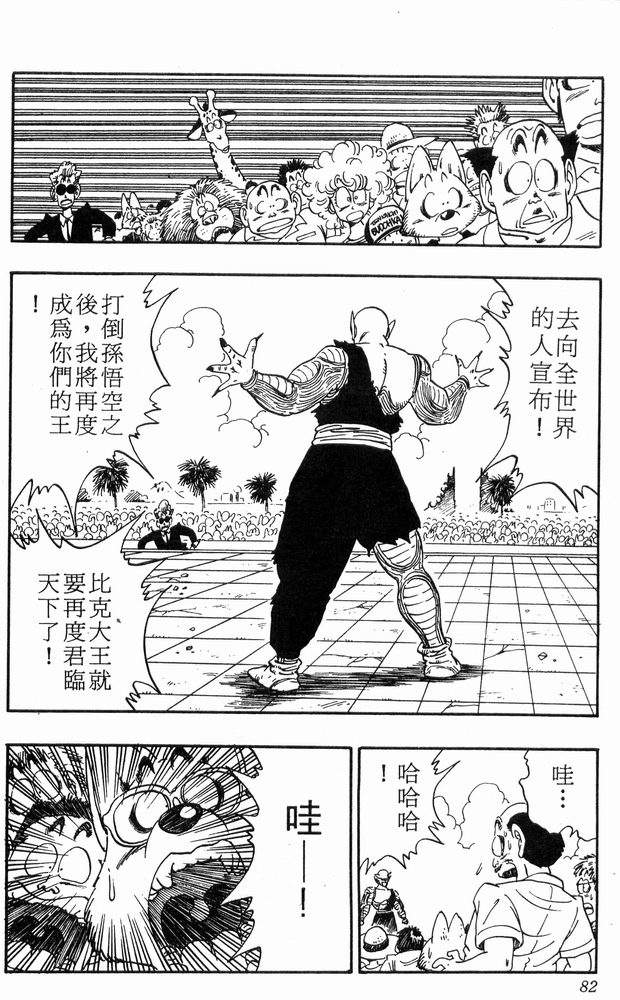 去向全世界
的人宣布！
打倒孫悟空之
後，我將再度
成為你們的王
！
比克大王就
要再度君臨
天下了！
哇…
哈哈哈
！
哇——！
82